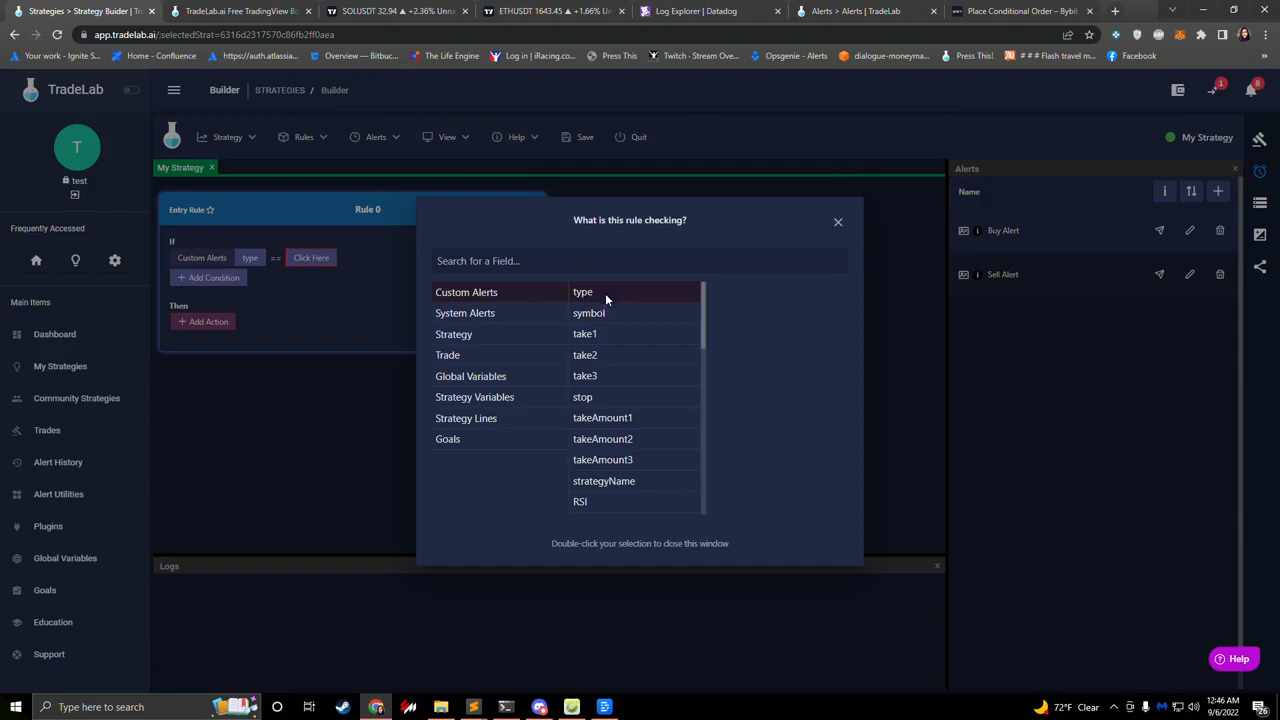 Strategies > Strategy Builder | Tr
TradeLab.ai Free TradingView Bo
SOLUSDT 32.94 ▲ +2.36% Unna
ETHUSDT 1643.45 ▲ +1.66% Unn
Log Explorer | Datadog
Alerts > Alerts | TradeLab
Place Conditional Order – Bybit
app.tradelab.ai/:selectedStrat=6316d2317570c86fb2ff0aea
Your work - Ignite S...
Home - Confluence
https://auth.atlassia...
Overview — Bitbuc...
The Life Engine
Log in | iRacing.co...
Press This
Twitch - Stream Ove...
Opsgenie - Alerts
dialogue-moneyma...
Press This!
# # # Flash travel m...
Facebook
TradeLab
Builder
STRATEGIES / Builder
1
8
Strategy
Rules
Alerts
View
Help
Save
Quit
My Strategy
T
test
My Strategy x
Alerts
Entry Rule
Rule 0
If
Custom Alerts type == Click Here
+ Add Condition
Then
+ Add Action
Name
Buy Alert
Sell Alert
Frequently Accessed
Main Items
Dashboard
My Strategies
Community Strategies
Trades
Alert History
Alert Utilities
Plugins
Global Variables
Goals
Education
Support
What is this rule checking?
Search for a Field...
Custom Alerts
System Alerts
Strategy
Trade
Global Variables
Strategy Variables
Strategy Lines
Goals
type
symbol
take1
take2
take3
stop
takeAmount1
takeAmount2
takeAmount3
strategyName
RSI
Double-click your selection to close this window
Logs
Help
Type here to search
72°F Clear
12:46 AM
9/6/2022
26